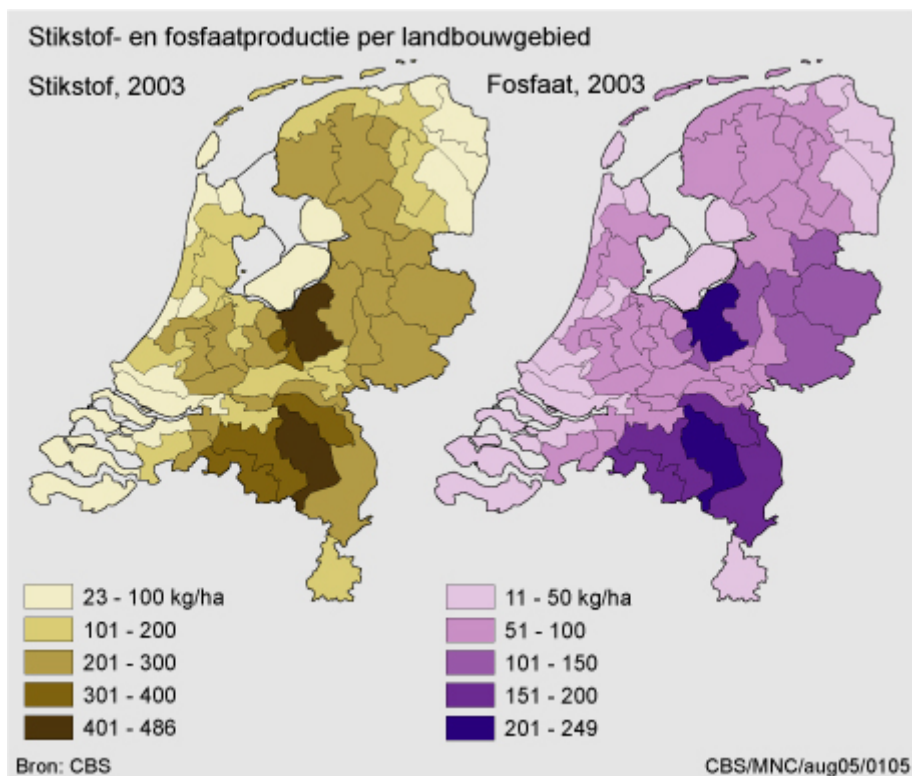 Stikstof- en fosfaatproductie per landbouwgebied
Stikstof, 2003
Fosfaat, 2003
23 - 100 kg/ha
101 - 200
201 - 300
301 - 400
401 - 486
11 - 50 kg/ha
51 - 100
101 - 150
151 - 200
201 - 249
Bron: CBS
CBS/MNC/aug05/0105